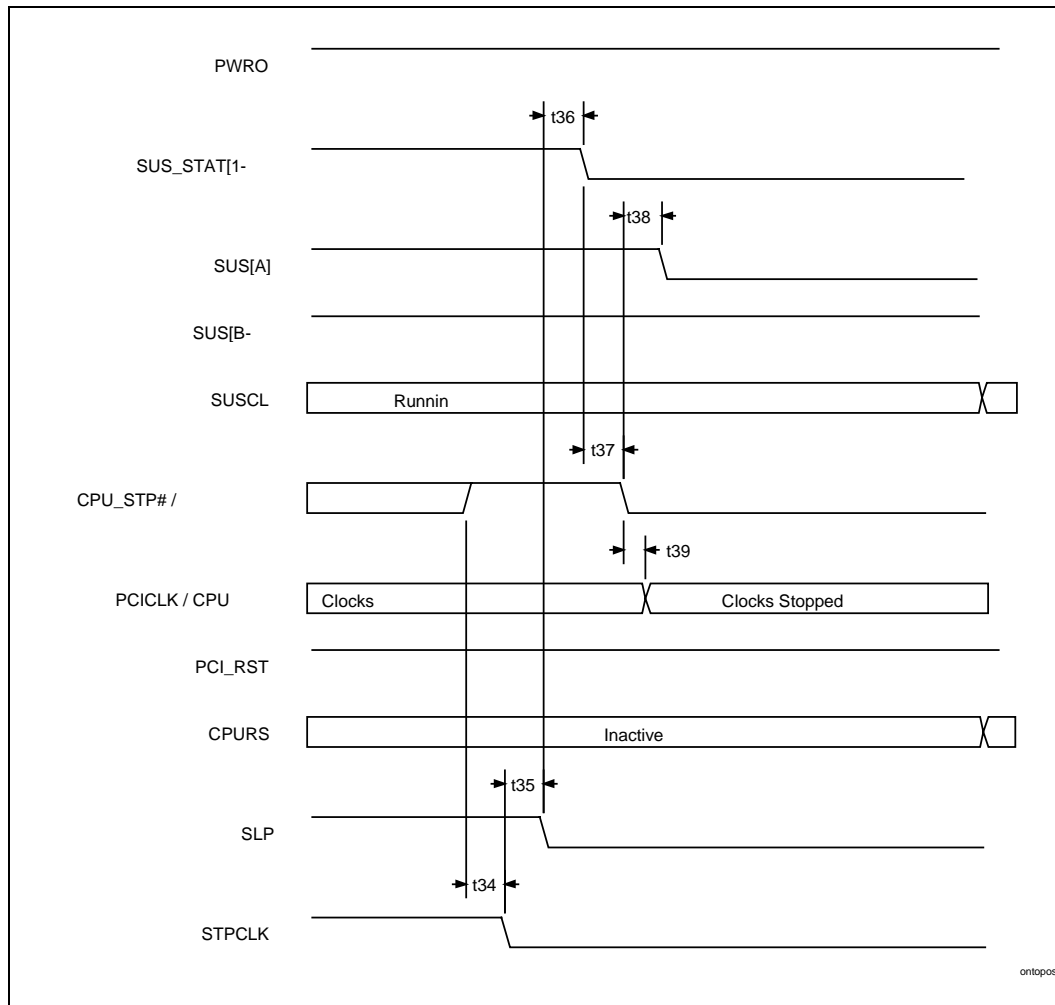 PWRO
t36
SUS_STAT[1-
t38
SUS[A]
SUS[B-
SUSCL
Runnin
t37
CPU_STP# /
t39
PCICLK / CPU
Clocks
Clocks Stopped
PCI_RST
CPURS
Inactive
t35
SLP
t34
STPCLK
ontopos